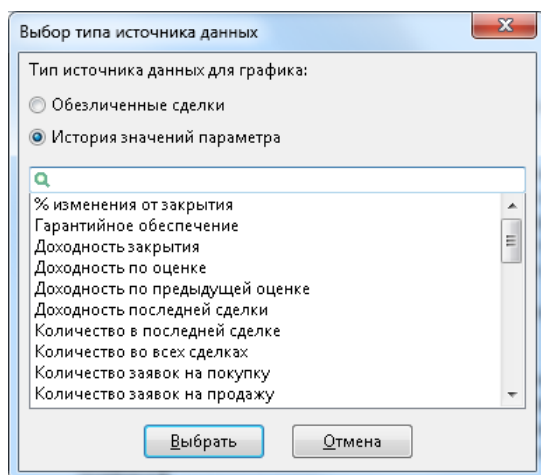 Выбор типа источника данных
Тип источника данных для графика:
Обезличенные сделки
История значений параметра
% изменения от закрытия
Гарантийное обеспечение
Доходность закрытия
Доходность по оценке
Доходность по предыдущей оценке
Доходность последней сделки
Количество в последней сделке
Количество во всех сделках
Количество заявок на покупку
Количество заявок на продажу
Выбрать
Отмена